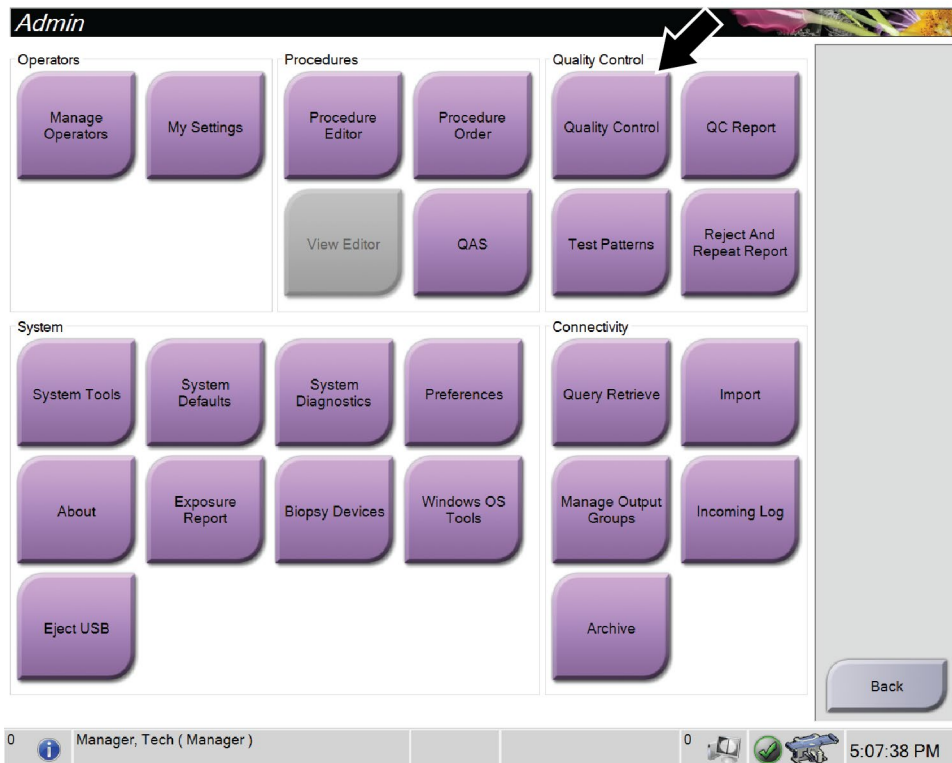 Admin
Operators
Manage
Operators
My Settings
Procedures
Procedure
Editor
Procedure
Order
View Editor
QAS
Quality Control
Quality Control
QC Report
Test Patterns
Reject And
Repeat Report
System
System Tools
System
Defaults
System
Diagnostics
Preferences
About
Exposure
Report
Biopsy Devices
Windows OS
Tools
Eject USB
Connectivity
Query Retrieve
Import
Manage Output
Groups
Incoming Log
Archive
Back
0
Manager, Tech ( Manager )
0
5:07:38 PM